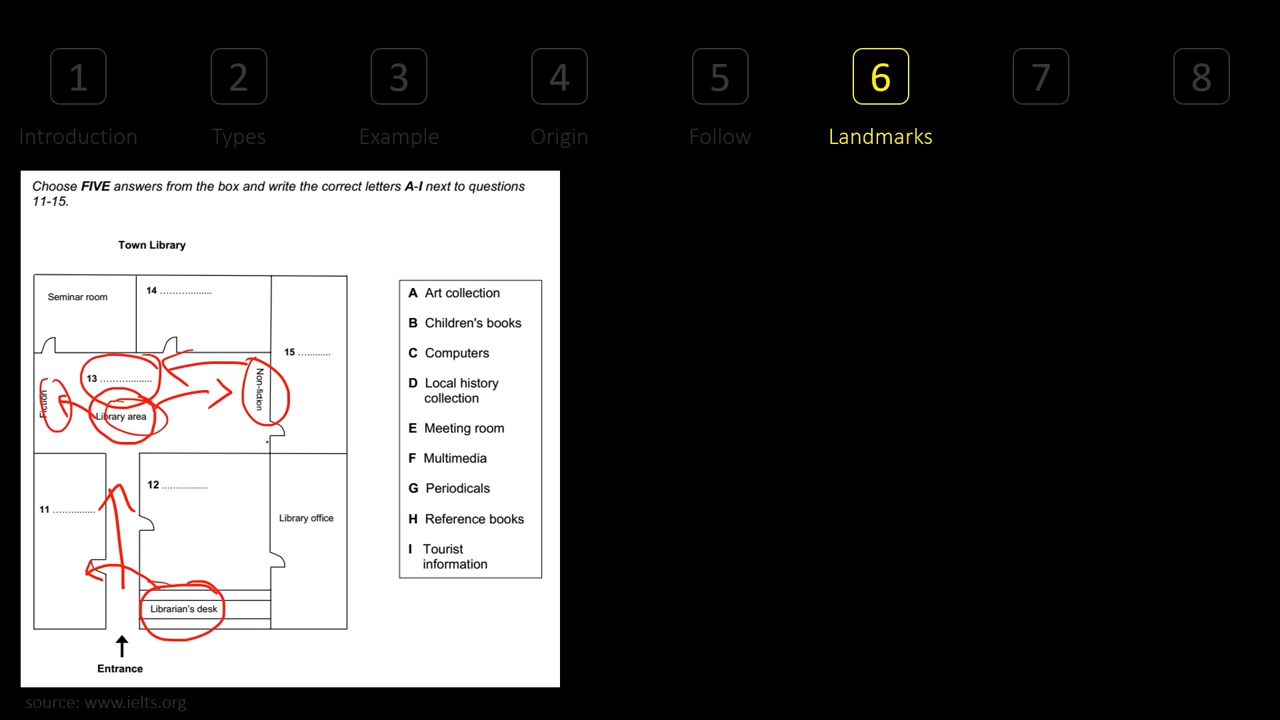 1 2 3 4 5 6 7 8
Introduction Types Example Origin Follow Landmarks
Choose FIVE answers from the box and write the correct letters A-I next to questions
11-15.
Town Library
Seminar room
14 ...................
15 ............
13 ...................
Fiction
Non-fiction
Library area
12 ...................
11 ...................
Library office
Librarian's desk
Entrance
A Art collection
B Children's books
C Computers
D Local history
collection
E Meeting room
F Multimedia
G Periodicals
H Reference books
I Tourist
information
source: www.ielts.org